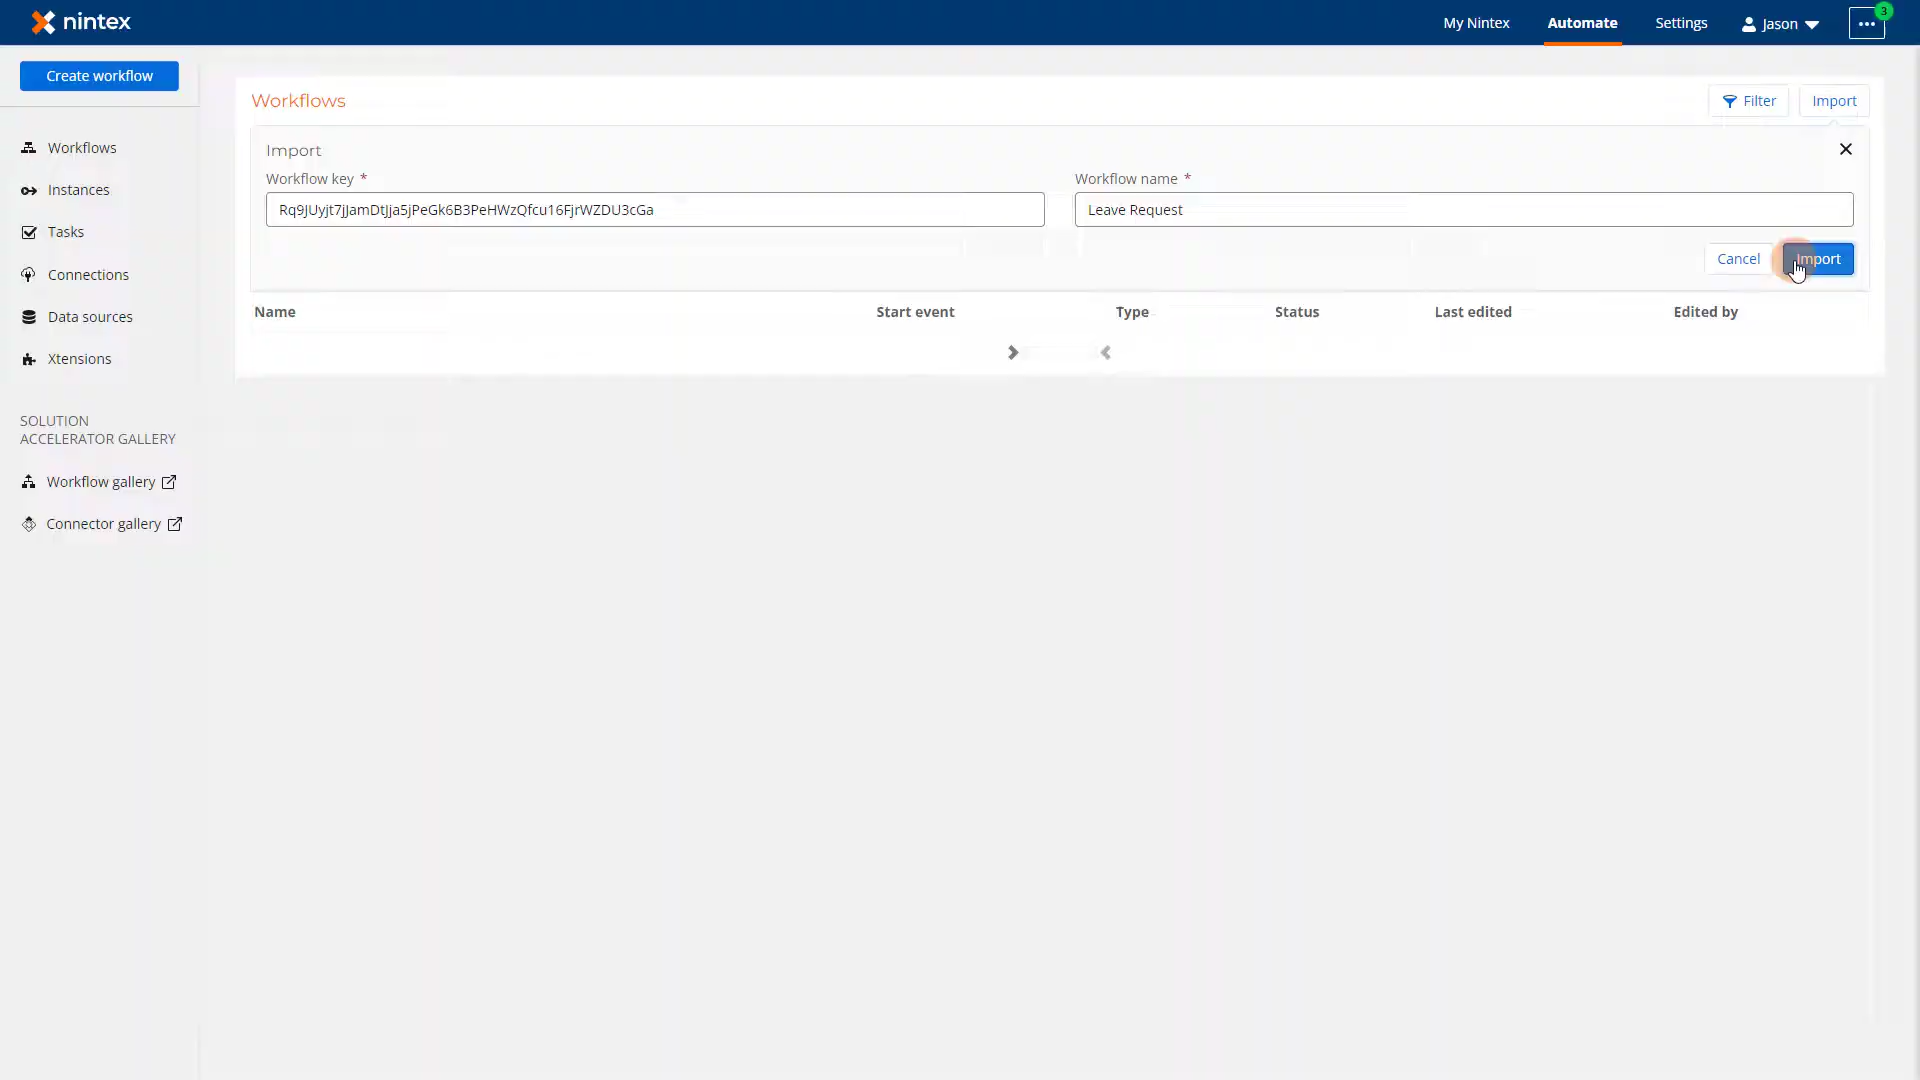 nintex
My Nintex
Automate
Settings
Jason
3
Create workflow
Workflows
Instances
Tasks
Connections
Data sources
Xtensions
SOLUTION
ACCELERATOR GALLERY
Workflow gallery
Connector gallery
Workflows
Filter
Import
Import
Workflow key *
Workflow name *
Rq9JUyjt7jJamDtJja5jPeGk6B3PeHWzQfcu16FjrWZDU3cGa
Leave Request
Cancel
Import
Name
Start event
Type
Status
Last edited
Edited by